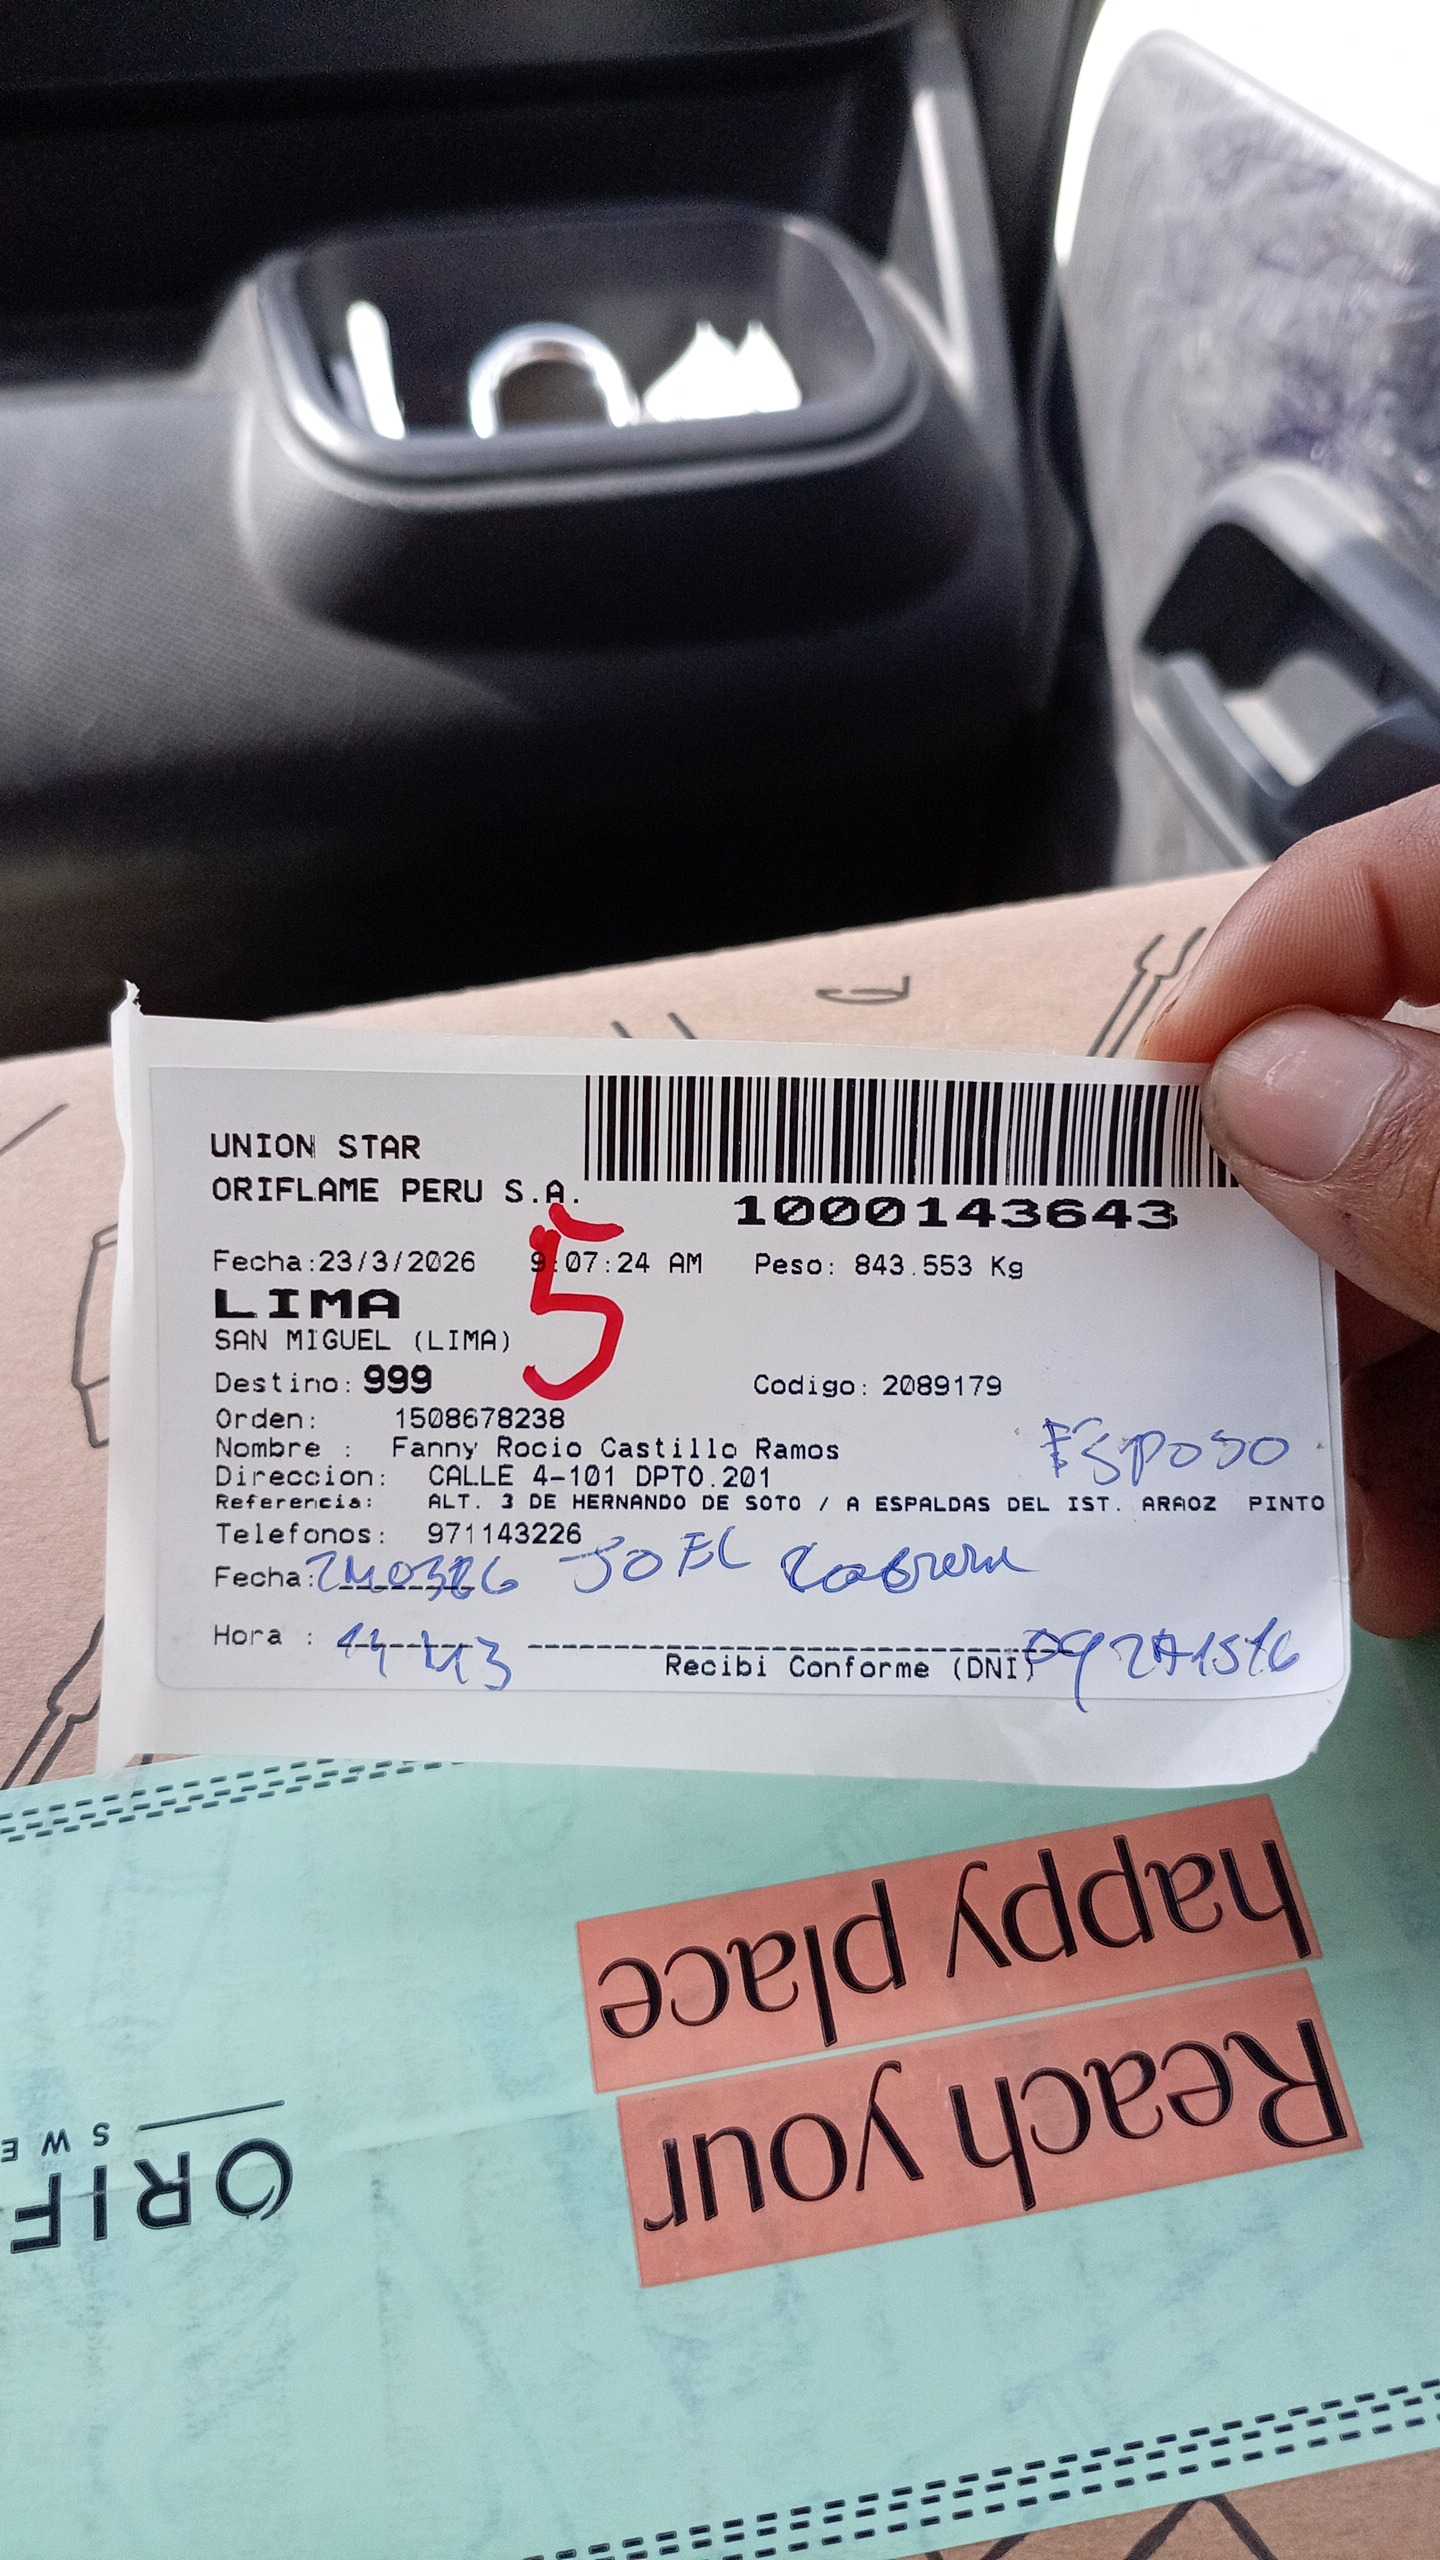 UNION STAR
ORIFLAME PERU S.A.
1000143643
5
Fecha:23/3/2026 9:07:24 AM Peso: 843.553 Kg
LIMA
SAN MIGUEL (LIMA)
Destino: 999 Codigo: 2089179
Orden: 1508678238
Nombre : Fanny Rocio Castillo Ramos
Esposo
Direccion: CALLE 4-101 DPTO.201
Referencia: ALT. 3 DE HERNANDO DE SOTO / A ESPALDAS DEL IST. ARAOZ PINTO
Telefonos: 971143226
Fecha: JOEL Cabrera
Hora :
Recibi Conforme (DNI)
Reach your
happy place
ORIF
SWE